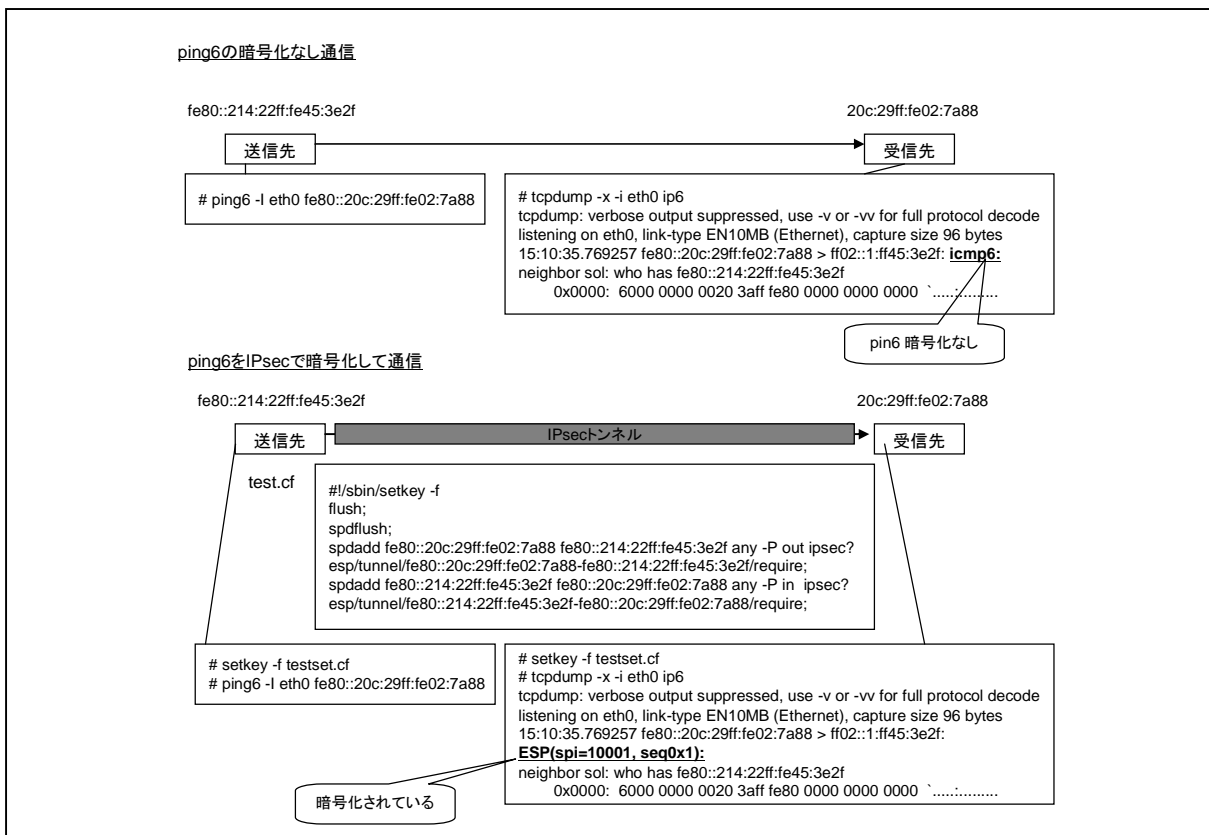 ping6の暗号化なし通信
fe80::214:22ff:fe45:3e2f
20c:29ff:fe02:7a88
送信先
受信先
# ping6 -I eth0 fe80::20c:29ff:fe02:7a88
# tcpdump -x -i eth0 ip6
tcpdump: verbose output suppressed, use -v or -vv for full protocol decode
listening on eth0, link-type EN10MB (Ethernet), capture size 96 bytes
15:10:35.769257 fe80::20c:29ff:fe02:7a88 > ff02::1:ff45:3e2f: icmp6:
neighbor sol: who has fe80::214:22ff:fe45:3e2f
0x0000: 6000 0000 0020 3aff fe80 0000 0000 0000 `.....:.........
pin6 暗号化なし
ping6をIPsecで暗号化して通信
fe80::214:22ff:fe45:3e2f
20c:29ff:fe02:7a88
送信先
IPsecトンネル
受信先
test.cf
#!/sbin/setkey -f
flush;
spdflush;
spdadd fe80::20c:29ff:fe02:7a88 fe80::214:22ff:fe45:3e2f any -P out ipsec?
esp/tunnel/fe80::20c:29ff:fe02:7a88-fe80::214:22ff:fe45:3e2f/require;
spdadd fe80::214:22ff:fe45:3e2f fe80::20c:29ff:fe02:7a88 any -P in ipsec?
esp/tunnel/fe80::214:22ff:fe45:3e2f-fe80::20c:29ff:fe02:7a88/require;
# setkey -f testset.cf
# ping6 -I eth0 fe80::20c:29ff:fe02:7a88
# setkey -f testset.cf
# tcpdump -x -i eth0 ip6
tcpdump: verbose output suppressed, use -v or -vv for full protocol decode
listening on eth0, link-type EN10MB (Ethernet), capture size 96 bytes
15:10:35.769257 fe80::20c:29ff:fe02:7a88 > ff02::1:ff45:3e2f:
ESP(spi=10001, seq0x1):
neighbor sol: who has fe80::214:22ff:fe45:3e2f
0x0000: 6000 0000 0020 3aff fe80 0000 0000 0000 `.....:.........
暗号化されている